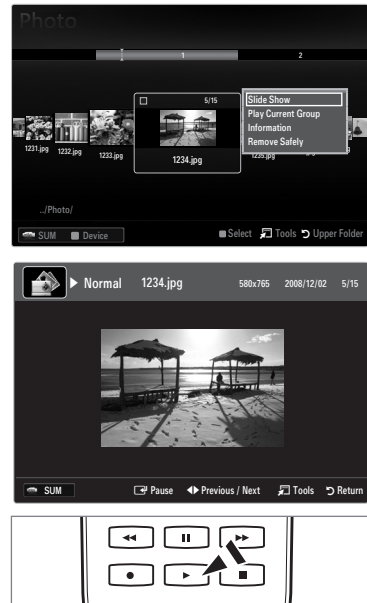 Photo
1 2
5/15
Slide Show
Play Current Group
Information
Remove Safely
1231.jpg 1232.jpg 1233.jpg 1234.jpg 1235.jpg
../Photo/
SUM Device Select Tools Upper Folder
Normal 1234.jpg 580x765 2008/12/02 5/15
SUM Pause Previous / Next Tools Return